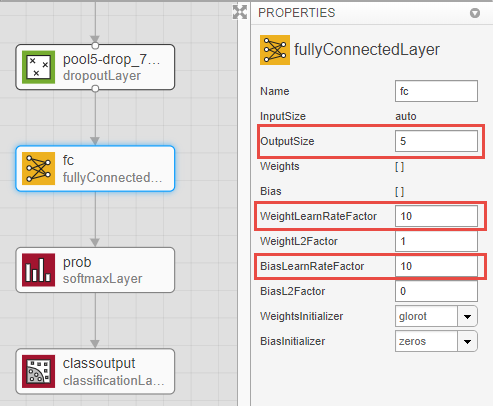 pool5-drop_7...
dropoutLayer
fc
fullyConnected...
prob
softmaxLayer
classoutput
classificationLa...
PROPERTIES
fullyConnectedLayer
Name fc
InputSize auto
OutputSize 5
Weights [ ]
Bias [ ]
WeightLearnRateFactor 10
WeightL2Factor 1
BiasLearnRateFactor 10
BiasL2Factor 0
WeightsInitializer glorot
BiasInitializer zeros